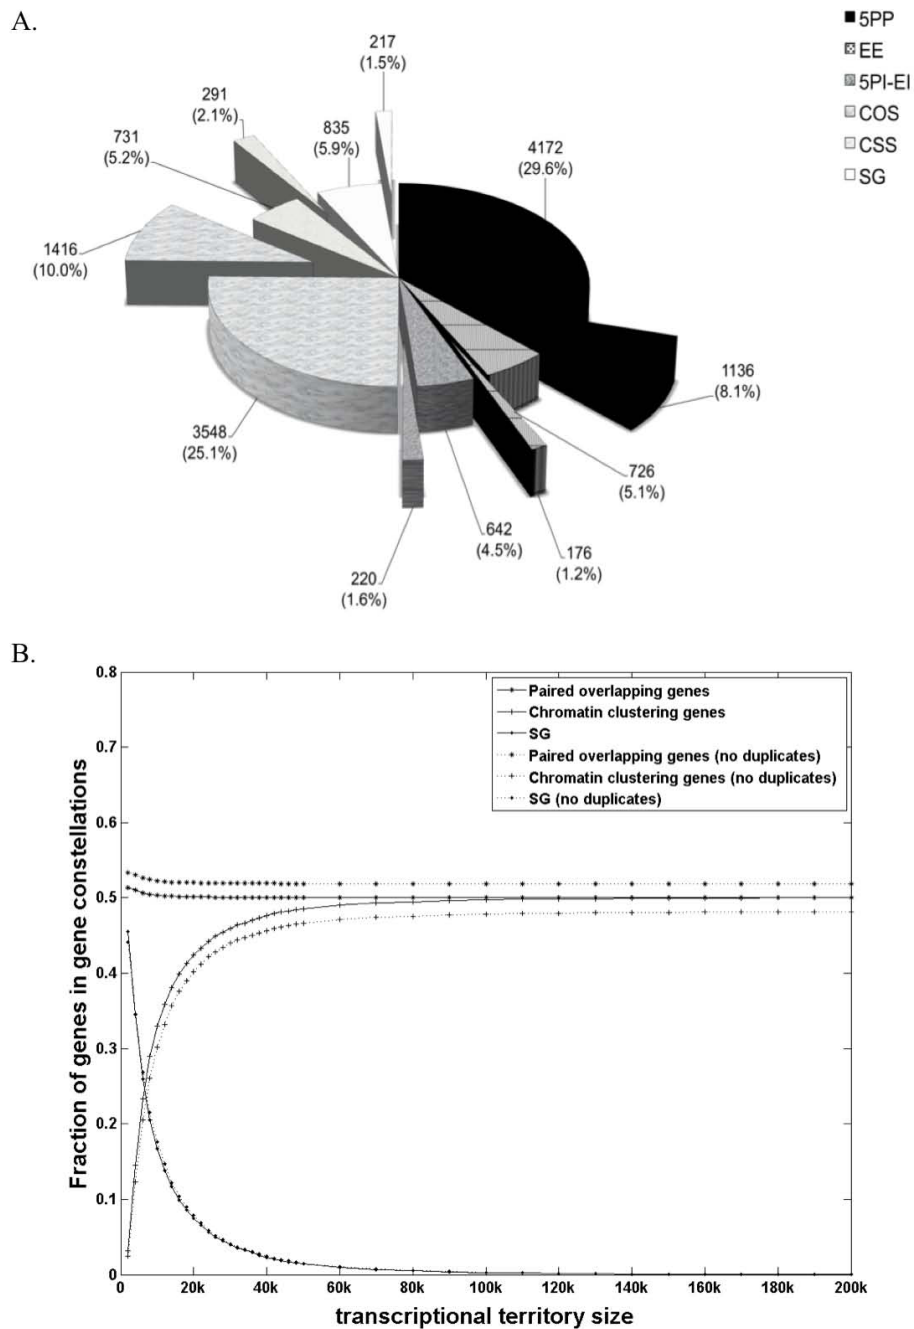 A.
5PP
EE
5PI-EI
COS
CSS
SG
217
(1.5%)
291
(2.1%)
835
(5.9%)
731
(5.2%)
4172
(29.6%)
1416
(10.0%)
1136
(8.1%)
3548
(25.1%)
726
(5.1%)
642
(4.5%)
176
(1.2%)
220
(1.6%)
B.
Paired overlapping genes
Chromatin clustering genes
SG
Paired overlapping genes (no duplicates)
Chromatin clustering genes (no duplicates)
SG (no duplicates)
0.8
0.7
0.6
0.5
0.4
0.3
0.2
0.1
0
Fraction of genes in gene constellations
0 20k 40k 60k 80k 100k 120k 140k 160k 180k 200k
transcriptional territory size